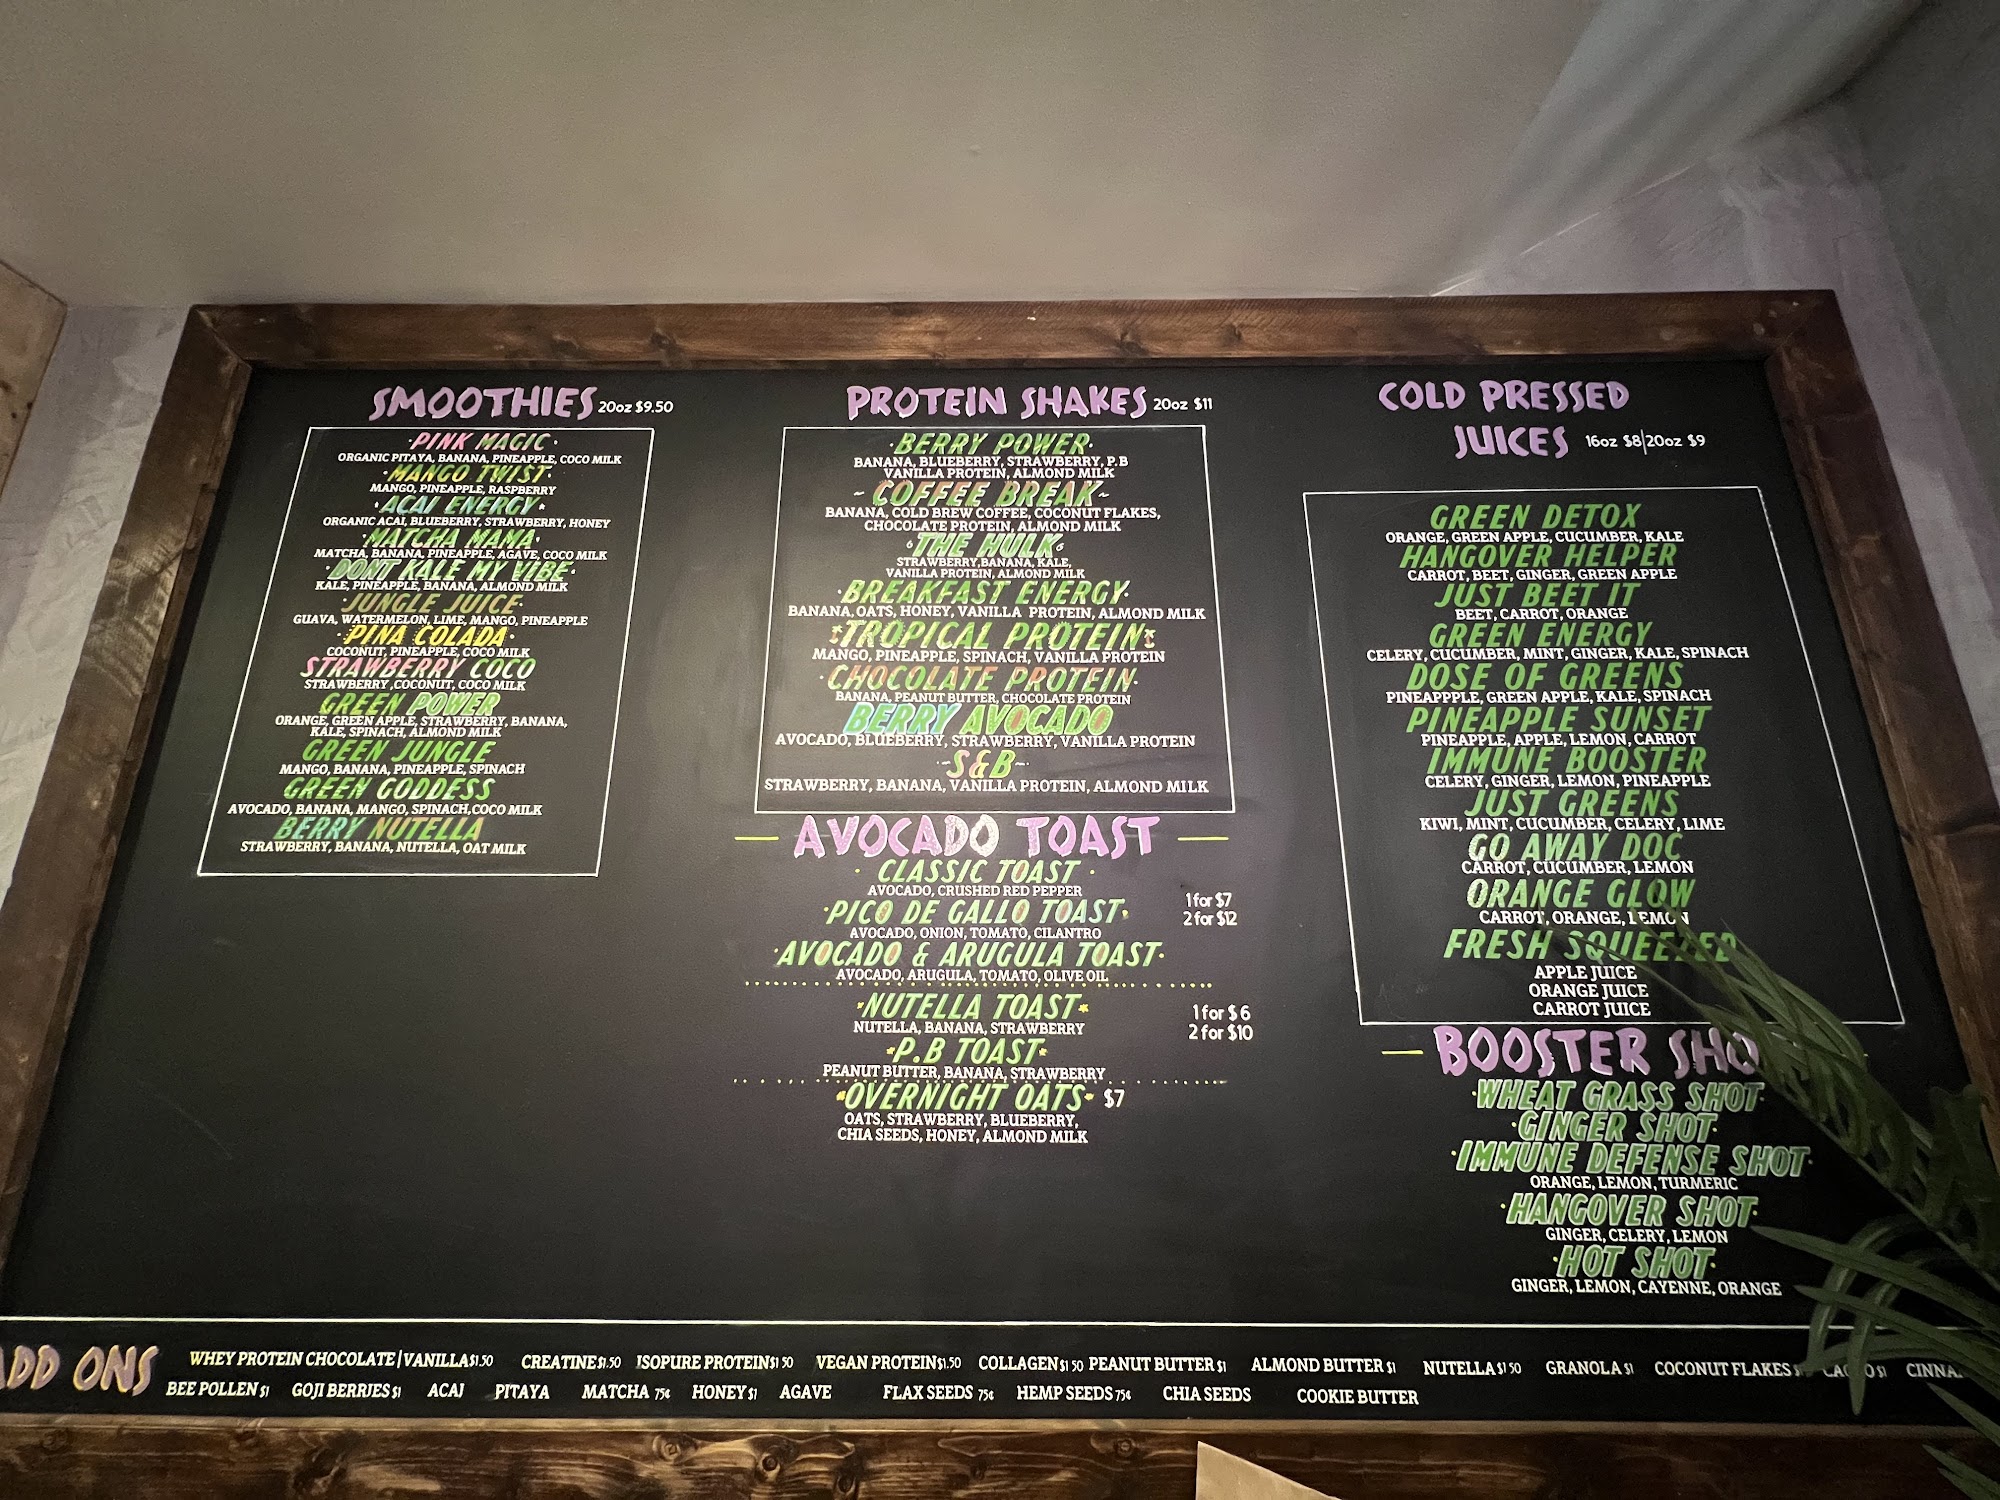 SMOOTHIES 20oz $9.50
PINK MAGIC
ORGANIC PITAYA, BANANA, PINEAPPLE, COCO MILK
MANGO TWIST
MANGO, PINEAPPLE, RASPBERRY
ACAI ENERGY
ORGANIC ACAI, BLUEBERRY, STRAWBERRY, HONEY
MATCHA MAMA
MATCHA, BANANA, PINEAPPLE, AGAVE, COCO MILK
DONT KALE MY VIBE
KALE, PINEAPPLE, BANANA, ALMOND MILK
JUNGLE JUICE
GUAVA, WATERMELON, LIME, MANGO, PINEAPPLE
PINA COLADA
COCONUT, PINEAPPLE, COCO MILK
STRAWBERRY COCO
STRAWBERRY ,COCONUT, COCO MILK
GREEN POWER
ORANGE, GREEN APPLE, STRAWBERRY, BANANA,
KALE, SPINACH, ALMOND MILK
GREEN JUNGLE
MANGO, BANANA, PINEAPPLE, SPINACH
GREEN GODDESS
AVOCADO, BANANA, MANGO, SPINACH, COCO MILK
BERRY NUTELLA
STRAWBERRY, BANANA, NUTELLA, OAT MILK
PROTEIN SHAKES 20oz $11
BERRY POWER
BANANA, BLUEBERRY, STRAWBERRY, P.B
VANILLA PROTEIN, ALMOND MILK
~ COFFEE BREAK ~
BANANA, COLD BREW COFFEE, COCONUT FLAKES,
CHOCOLATE PROTEIN, ALMOND MILK
THE HULK
STRAWBERRY, BANANA, KALE,
VANILLA PROTEIN, ALMOND MILK
BREAKFAST ENERGY
BANANA, OATS, HONEY, VANILLA PROTEIN, ALMOND MILK
TROPICAL PROTEIN
MANGO, PINEAPPLE, SPINACH, VANILLA PROTEIN
CHOCOLATE PROTEIN
BANANA, PEANUT BUTTER, CHOCOLATE PROTEIN
BERRY AVOCADO
AVOCADO, BLUEBERRY, STRAWBERRY, VANILLA PROTEIN
S&B
STRAWBERRY, BANANA, VANILLA PROTEIN, ALMOND MILK
AVOCADO TOAST
CLASSIC TOAST
AVOCADO, CRUSHED RED PEPPER
1 for $7
PICO DE GALLO TOAST
2 for $12
AVOCADO, ONION, TOMATO, CILANTRO
AVOCADO & ARUGULA TOAST
AVOCADO, ARUGULA, TOMATO, OLIVE OIL
NUTELLA TOAST
1 for $6
NUTELLA, BANANA, STRAWBERRY
2 for $10
P.B TOAST
PEANUT BUTTER, BANANA, STRAWBERRY
OVERNIGHT OATS $7
OATS, STRAWBERRY, BLUEBERRY,
CHIA SEEDS, HONEY, ALMOND MILK
COLD PRESSED
JUICES 16oz $8|20oz $9
GREEN DETOX
ORANGE, GREEN APPLE, CUCUMBER, KALE
HANGOVER HELPER
CARROT, BEET, GINGER, GREEN APPLE
JUST BEET IT
BEET, CARROT, ORANGE
GREEN ENERGY
CELERY, CUCUMBER, MINT, GINGER, KALE, SPINACH
DOSE OF GREENS
PINEAPPPLE, GREEN APPLE, KALE, SPINACH
PINEAPPLE SUNSET
PINEAPPLE, APPLE, LEMON, CARROT
IMMUNE BOOSTER
CELERY, GINGER, LEMON, PINEAPPLE
JUST GREENS
KIWI, MINT, CUCUMBER, CELERY, LIME
GO AWAY DOC
CARROT, CUCUMBER, LEMON
ORANGE GLOW
CARROT, ORANGE, LEMON
FRESH SQUEEZED
APPLE JUICE
ORANGE JUICE
CARROT JUICE
BOOSTER SHO
WHEAT GRASS SHOT
GINGER SHOT
IMMUNE DEFENSE SHOT
ORANGE, LEMON, TURMERIC
HANGOVER SHOT
GINGER, CELERY, LEMON
HOT SHOT
GINGER, LEMON, CAYENNE, ORANGE
ADD ONS WHEY PROTEIN CHOCOLATE|VANILLA $1.50 CREATINE $1.50 ISOPURE PROTEIN $1 50 VEGAN PROTEIN $1.50 COLLAGEN $1 50 PEANUT BUTTER $1 ALMOND BUTTER $1 NUTELLA $1 50 GRANOLA $1 COCONUT FLAKES CACAO $1 CINNA
BEE POLLEN $1 GOJI BERRIES $1 ACAI PITAYA MATCHA 75¢ HONEY $1 AGAVE FLAX SEEDS 75¢ HEMP SEEDS 75¢ CHIA SEEDS COOKIE BUTTER